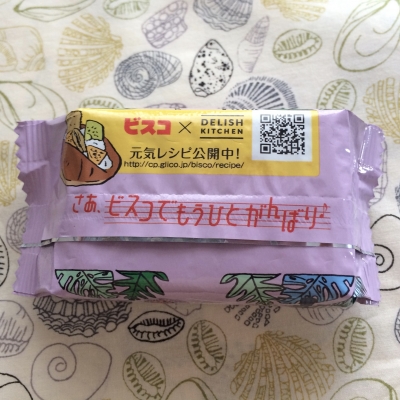 ビスコ × DELISH KITCHEN
元気レシピ公開中!
http://cp.glico.jp/bisco/recipe/
さあ、ビスコでもうひとがんばり♪